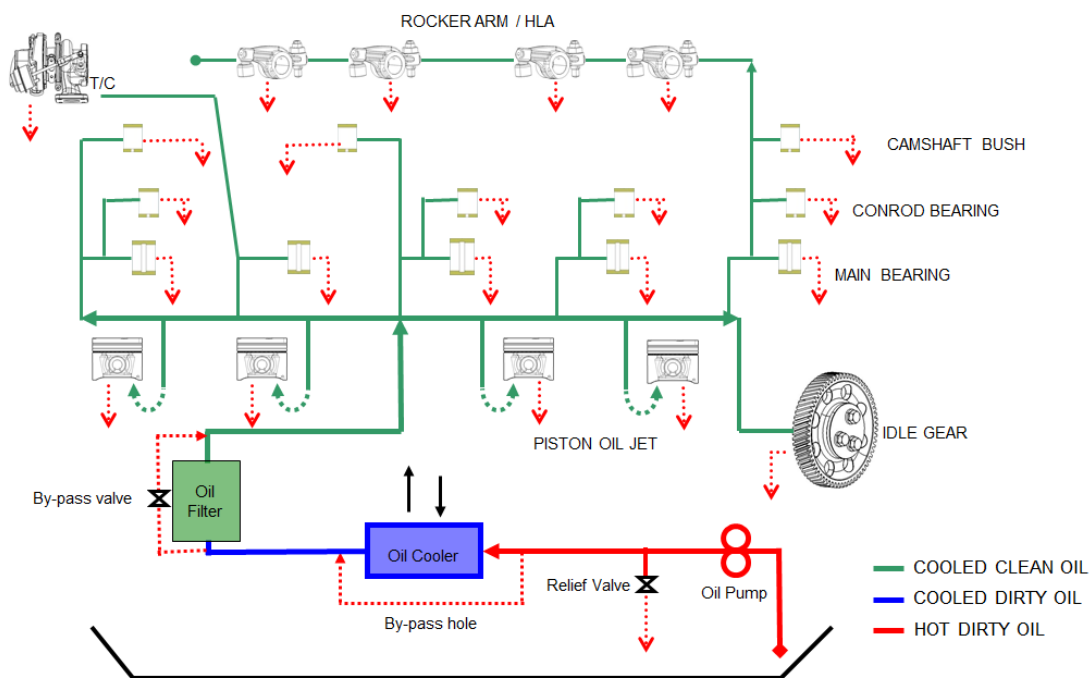 ROCKER ARM / HLA
T/C
CAMSHAFT BUSH
CONROD BEARING
MAIN BEARING
PISTON OIL JET
IDLE GEAR
By-pass valve
Oil
Filter
Oil Cooler
Relief Valve
Oil Pump
By-pass hole
COOLED CLEAN OIL
COOLED DIRTY OIL
HOT DIRTY OIL